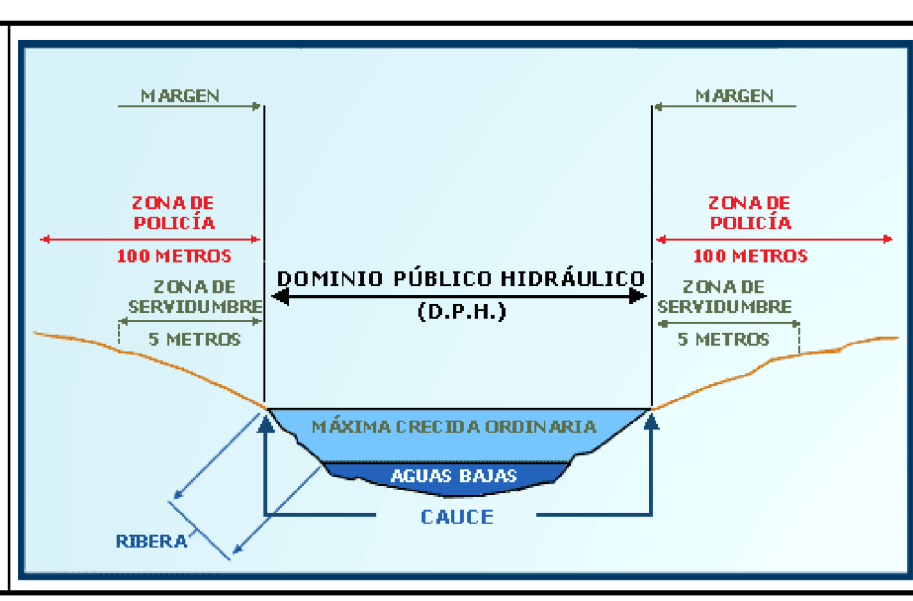 MARGEN
MARGEN
ZONA DE
POLICÍA
100 METROS
ZONA DE
POLICÍA
100 METROS
DOMINIO PÚBLICO HIDRÁULICO
(D.P.H.)
ZONA DE
SERVIDUMBRE
5 METROS
ZONA DE
SERVIDUMBRE
5 METROS
MÁXIMA CRECIDA ORDINARIA
AGUAS BAJAS
CAUCE
RIBERA